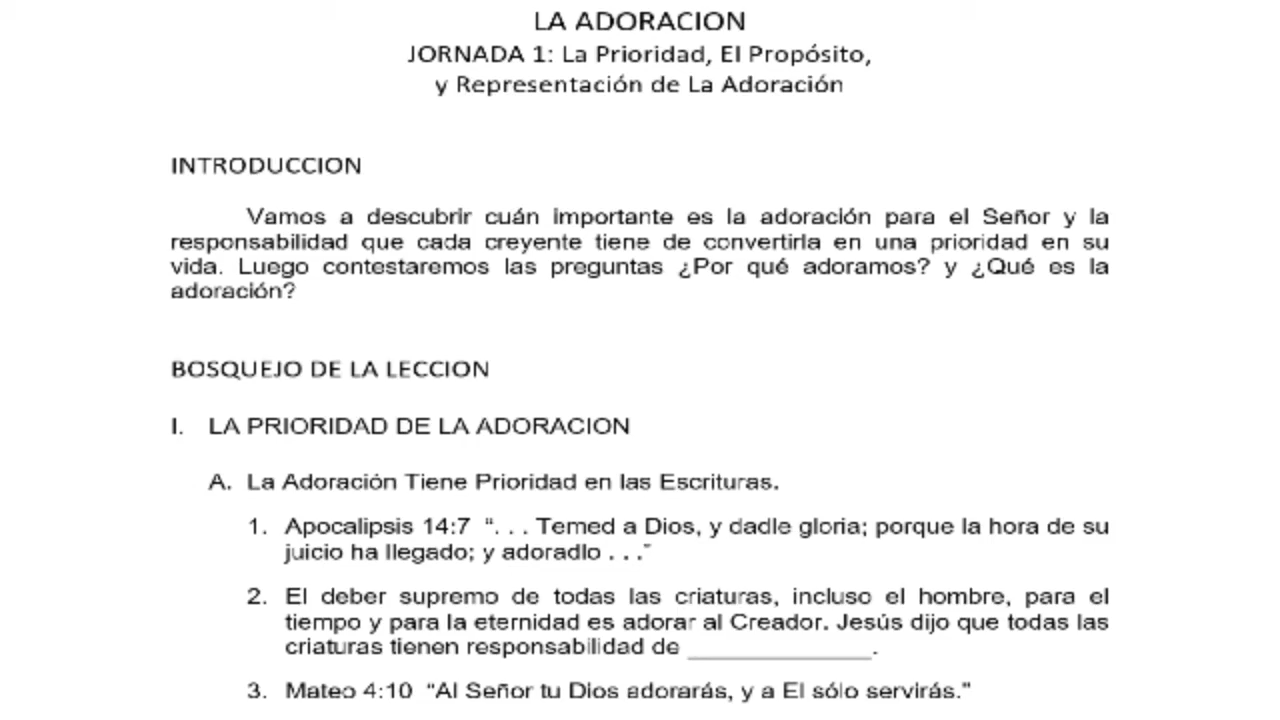 LA ADORACION
JORNADA 1: La Prioridad, El Propósito,
y Representación de La Adoración
INTRODUCCION
Vamos a descubrir cuán importante es la adoración para el Señor y la
responsabilidad que cada creyente tiene de convertirla en una prioridad en su
vida. Luego contestaremos las preguntas ¿Por qué adoramos? y ¿Qué es la
adoración?
BOSQUEJO DE LA LECCION
I. LA PRIORIDAD DE LA ADORACION
A. La Adoración Tiene Prioridad en las Escrituras.
1. Apocalipsis 14:7 “. . . Temed a Dios, y dadle gloria; porque la hora de su
juicio ha llegado; y adoradlo . . .”
2. El deber supremo de todas las criaturas, incluso el hombre, para el
tiempo y para la eternidad es adorar al Creador. Jesús dijo que todas las
criaturas tienen responsabilidad de ______________.
3. Mateo 4:10 “Al Señor tu Dios adorarás, y a El sólo servirás.”